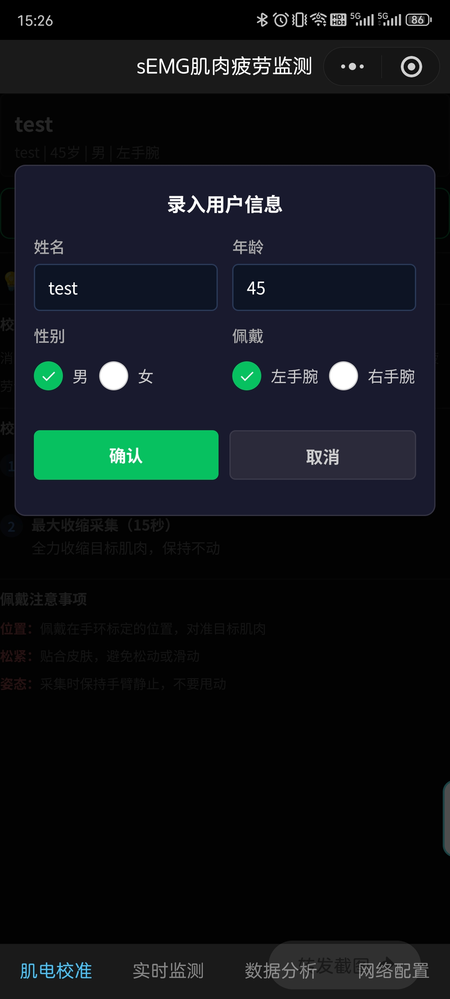 15:26
5G
5G
86
sEMG肌肉疲劳监测
test
test | 45岁 | 男 | 左手腕
录入用户信息
姓名
年龄
test
45
性别
佩戴
男
女
左手腕
右手腕
校
消
劳
确认
取消
校
1
2
最大收缩采集（15秒）
全力收缩目标肌肉，保持不动
佩戴注意事项
位置：佩戴在手环标定的位置，对准目标肌肉
松紧：贴合皮肤，避免松动或滑动
姿态：采集时保持手臂静止，不要甩动
转发截图
肌电校准
实时监测
数据分析
网络配置